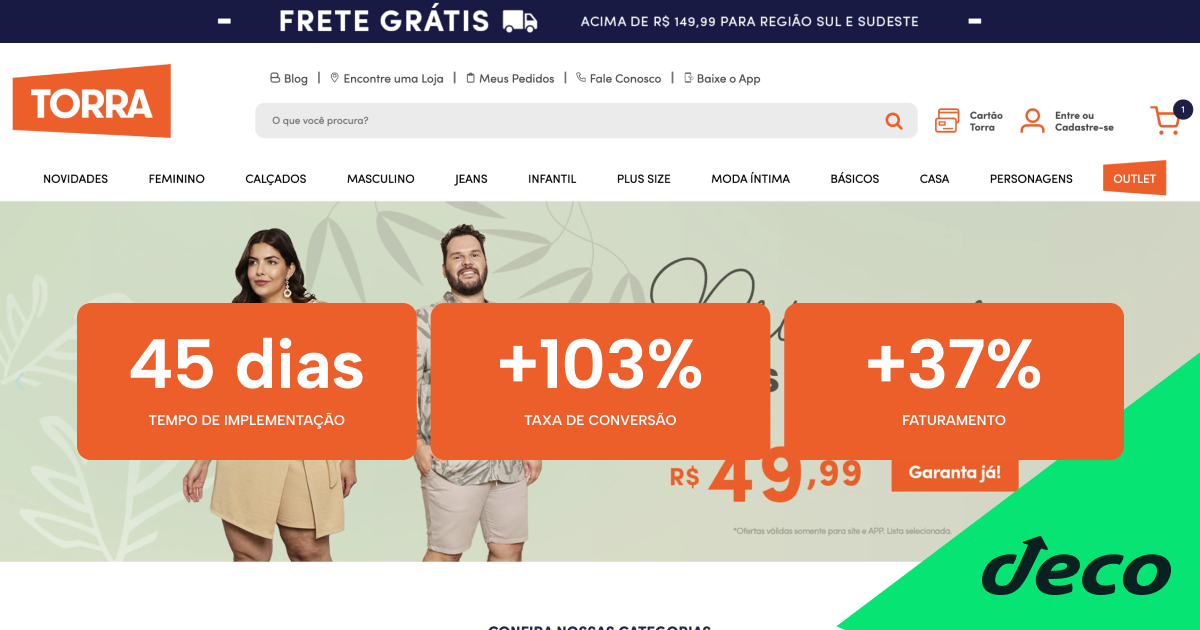 FRETE GRÁTIS
ACIMA DE R$ 149,99 PARA REGIÃO SUL E SUDESTE
Blog | Encontre uma Loja | Meus Pedidos | Fale Conosco | Baixe o App
TORRA
O que você procura?
Cartão
Torra
Entre ou
Cadastre-se
1
NOVIDADES FEMININO CALÇADOS MASCULINO JEANS INFANTIL PLUS SIZE MODA ÍNTIMA BÁSICOS CASA PERSONAGENS OUTLET
45 dias
TEMPO DE IMPLEMENTAÇÃO
+103%
TAXA DE CONVERSÃO
+37%
FATURAMENTO
R$ 49,99
Garanta já!
*Ofertas válidas somente para site e APP. Lista selecionada.
deco
CONFIRA NOSSAS CATEGORIAS